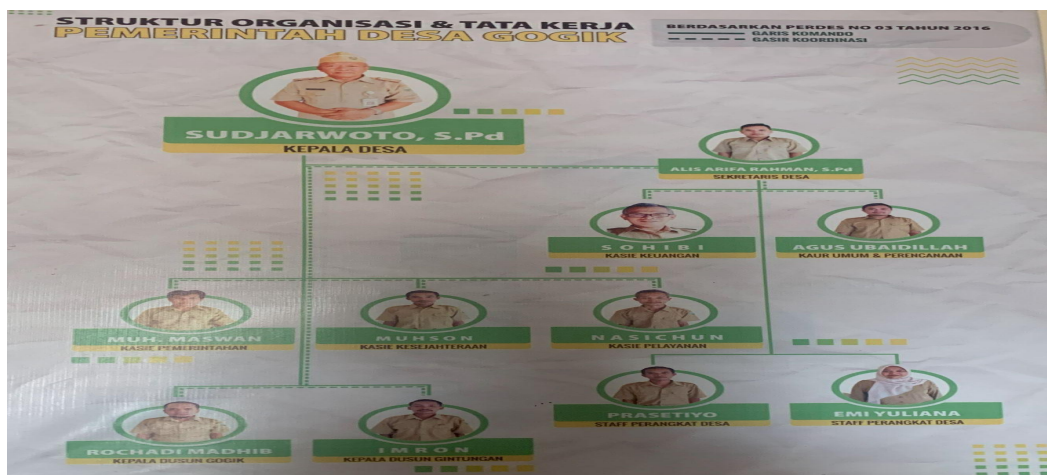 STRUKTUR ORGANISASI & TATA KERJA
PEMERINTAH DESA GOGIK
BERDASARKAN PERDES NO 03 TAHUN 2016
GARIS KOMANDO
GASIR KOORDINASI
SUDJARWOTO, S.Pd
KEPALA DESA
ALIS ARIFA RAHMAN, S.Pd
SEKRETARIS DESA
SOHIBI
KASIE KEUANGAN
AGUS UBAIDILLAH
KAUR UMUM & PERENCANAAN
MUH. MASWAN
KASIE PEMERINTAHAN
MUHSON
KASIE KESEJAHTERAAN
NASICHUN
KASIE PELAYANAN
PRASETIYO
STAFF PERANGKAT DESA
EMI YULIANA
STAFF PERANGKAT DESA
ROCHADI MADHIB
KEPALA DUSUN GOGIK
IMRON
KEPALA DUSUN GINTUNGAN